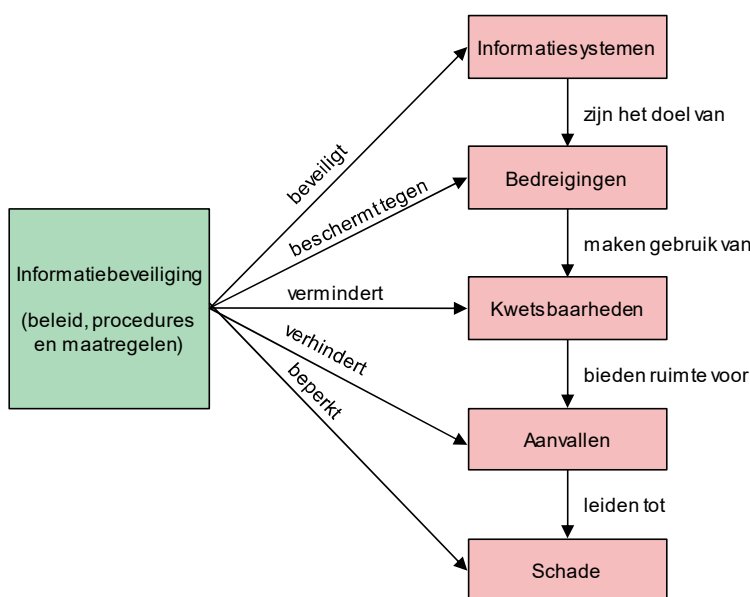 Informatiesystemen
zijn het doel van
beveiligt
Bedreigingen
beschermt tegen
maken gebruik van
Informatiebeveiliging
(beleid, procedures
en maatregelen)
vermindert
Kwetsbaarheden
verhindert
bieden ruimte voor
beperkt
Aanvallen
leiden tot
Schade